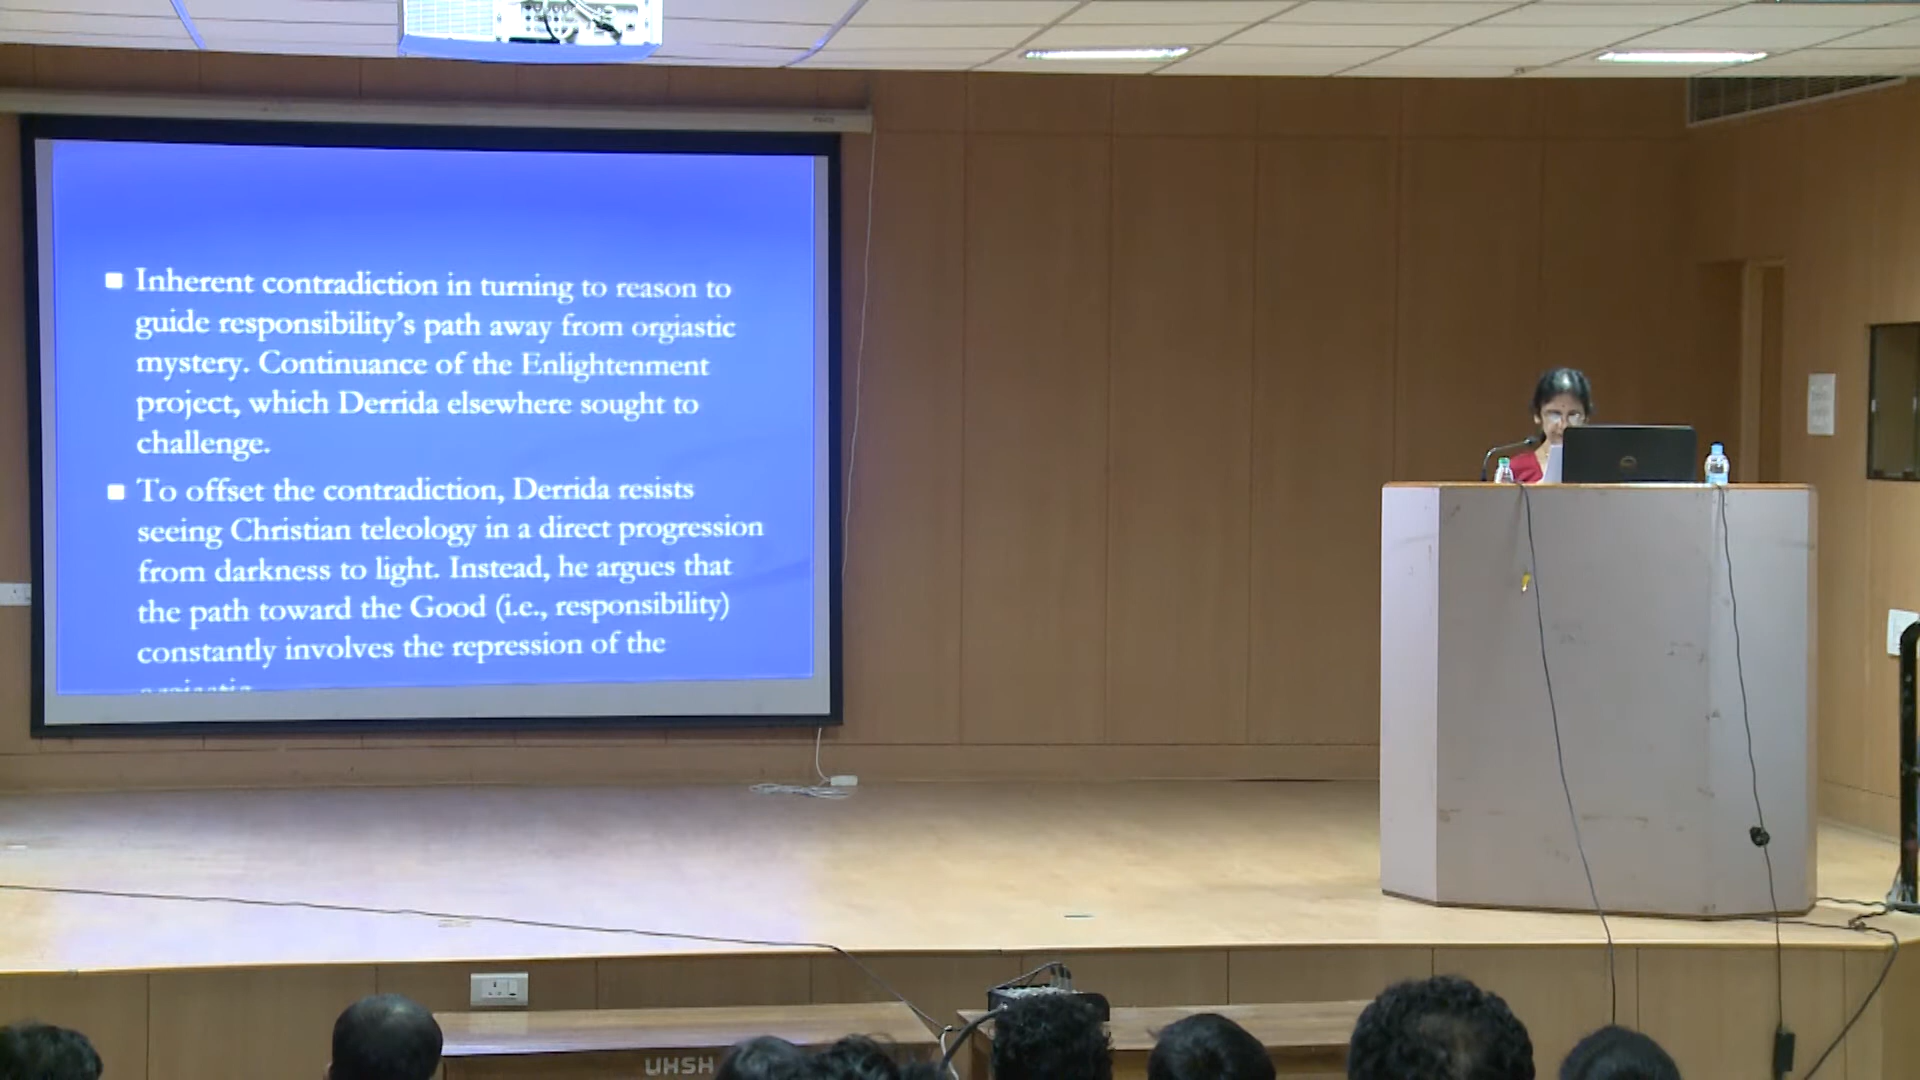 ■ Inherent contradiction in turning to reason to
guide responsibility's path away from orgiastic
mystery. Continuance of the Enlightenment
project, which Derrida elsewhere sought to
challenge.
■ To offset the contradiction, Derrida resists
seeing Christian teleology in a direct progression
from darkness to light. Instead, he argues that
the path toward the Good (i.e., responsibility)
constantly involves the repression of the
UHSH